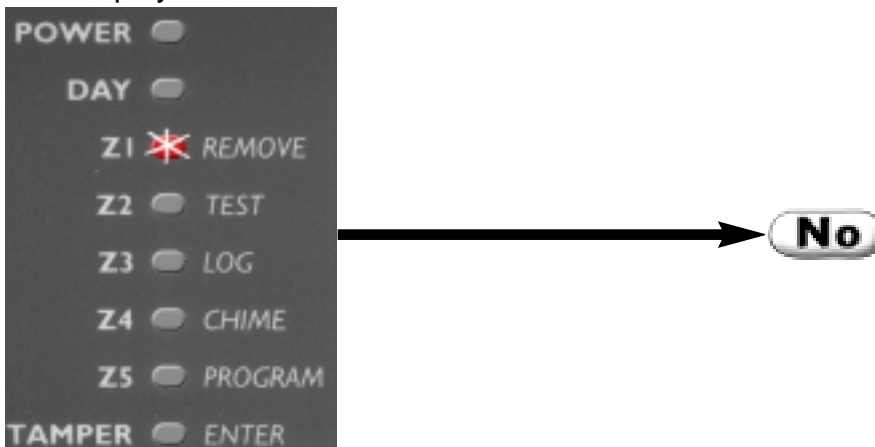 POWER
DAY
Z1 REMOVE
Z2 TEST
Z3 LOG
Z4 CHIME
Z5 PROGRAM
TAMPER ENTER
No